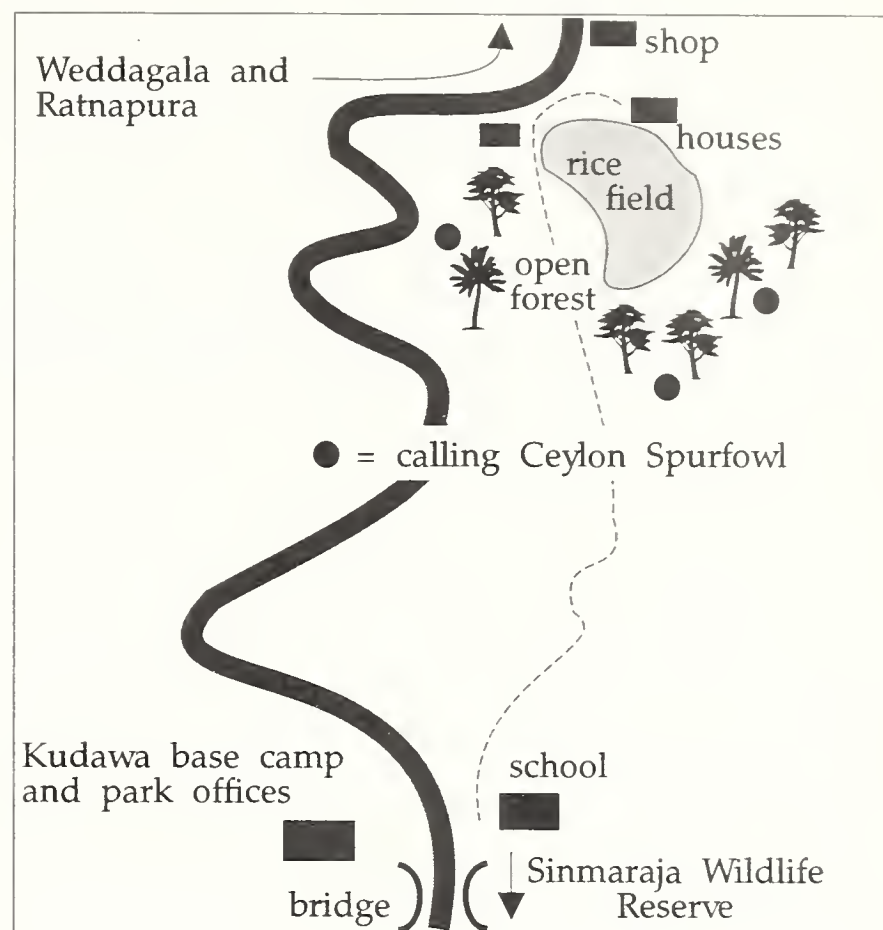 shop
Weddagala and
Ratnapura
houses
rice
field
open
forest
= calling Ceylon Spurfowl
Kudawa base camp
and park offices
school
bridge
Sinmaraja Wildlife
Reserve